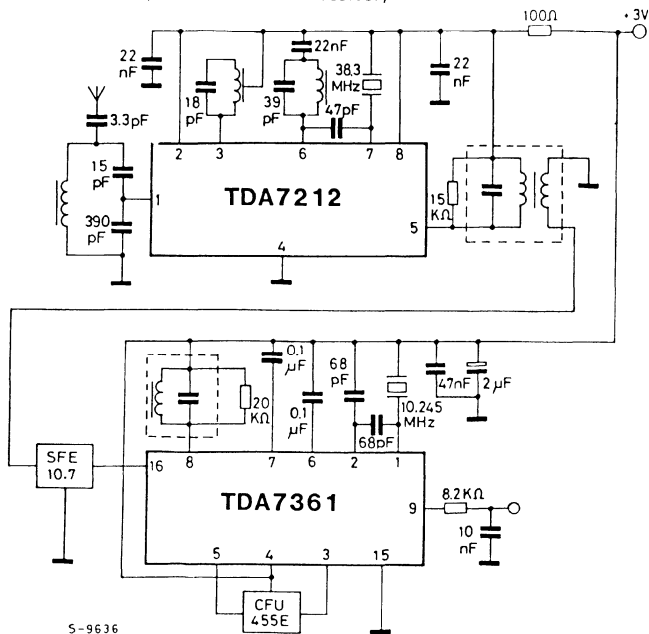 100Ω
+3V
22
nF
22nF
38.3
MHz
22
nF
3.3pF
18
pF
39
pF
47pF
15
pF
2
3
6
7
8
1
TDA7212
15
KΩ
5
390
pF
4
0.1
µF
68
pF
20
KΩ
0.1
µF
10.245
MHz
47nF
2µF
68pF
SFE
10.7
16
8
7
6
2
1
TDA7361
9
8.2KΩ
10
nF
5
4
3
15
CFU
455E
S-9636